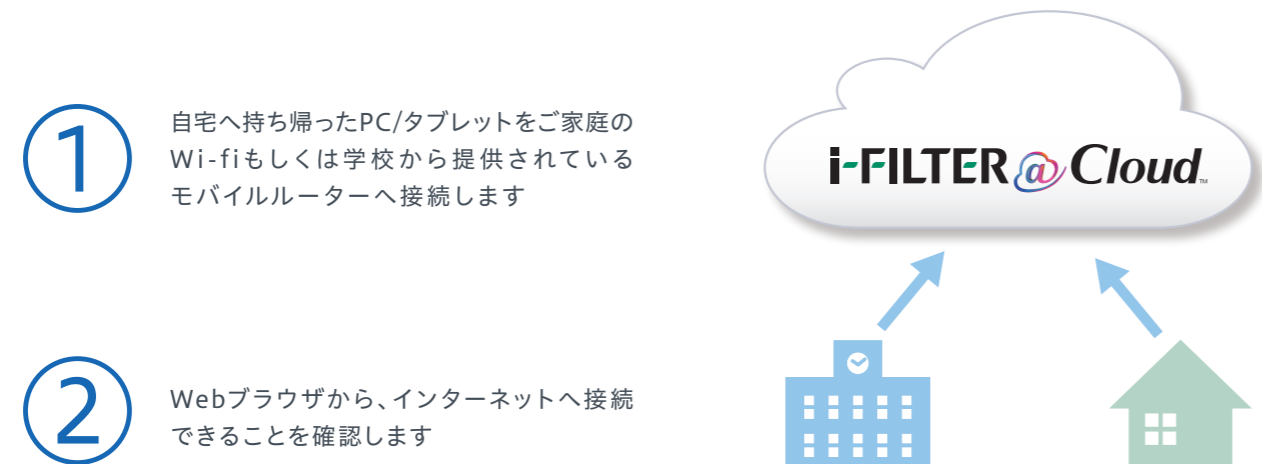 1
自宅へ持ち帰ったPC/タブレットをご家庭の
Wi-fiもしくは学校から提供されている
モバイルルーターへ接続します
i-FILTER@Cloud™
2
Webブラウザから、インターネットへ接続
できることを確認します